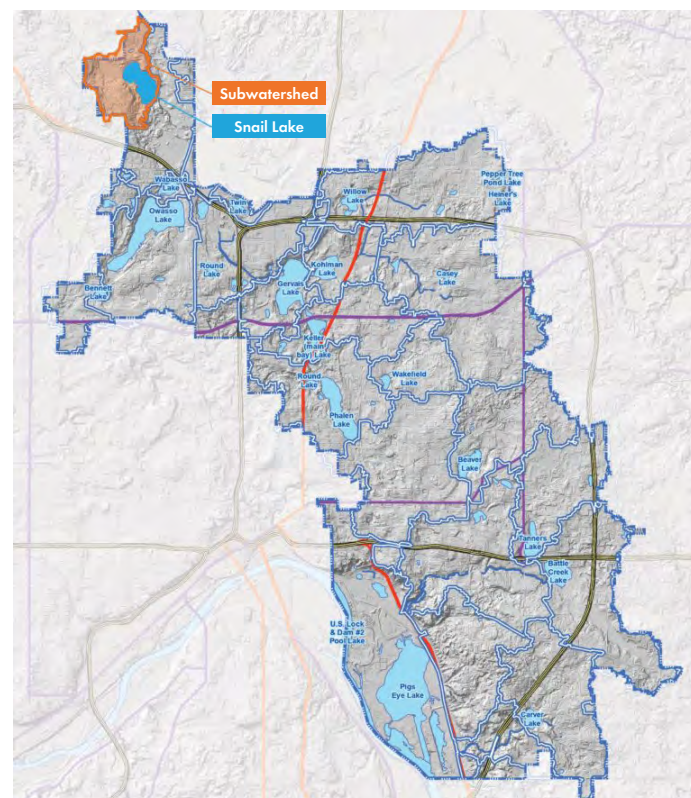 Subwatershed
Snail Lake
Pepper Tree
Pond Lake
Heiner's
Lake
Wabasso
Lake
Willow
Lake
Twin
Lake
Owasso
Lake
Round
Lake
Kohlman
Lake
Gervais
Lake
Casey
Lake
Bennett
Lake
Keller
(main
bay) Lake
Round
Lake
Wakefield
Lake
Phalen
Lake
Beaver
Lake
Tanners
Lake
Battle
Creek
Lake
U.S. Lock
& Dam #2
Pool Lake
Pigs
Eye Lake
Carver
Lake